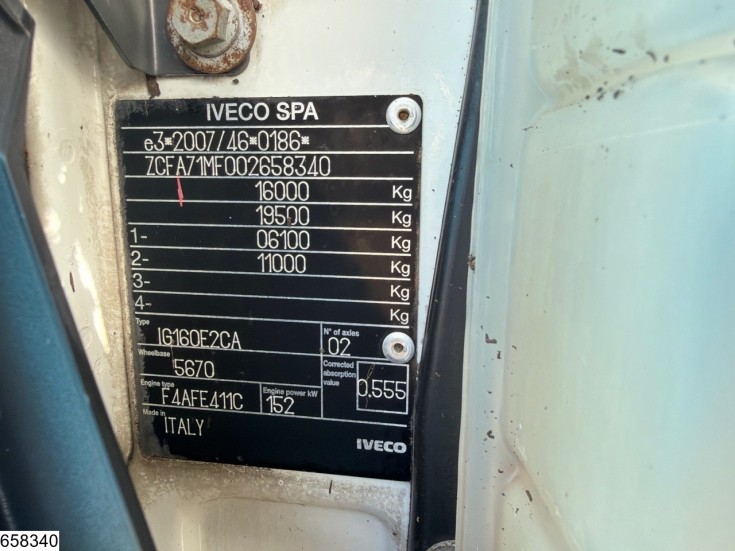 IVECO SPA
e3*2007/46*0186*
ZCFA71MF002658340
16000 Kg
19500 Kg
1- 06100 Kg
2- 11000 Kg
3- Kg
4- Kg
Type IG160E2CA N° of axles 02
Wheelbase 5670 Corrected absorption value 0.555
Engine type F4AFE411C Engine power kW 152
Made in ITALY
IVECO
658340